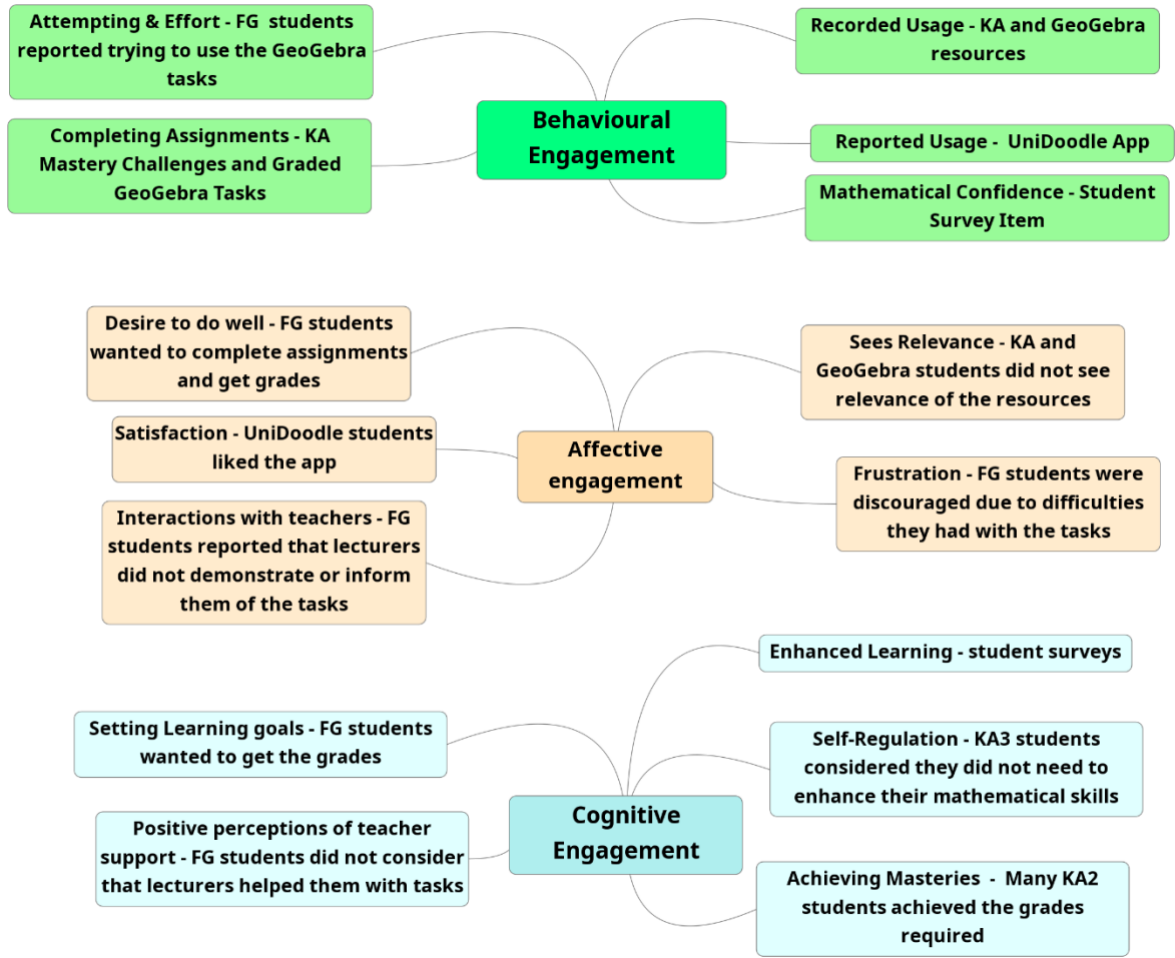 Attempting & Effort - FG students
reported trying to use the GeoGebra
tasks
Completing Assignments - KA
Mastery Challenges and Graded
GeoGebra Tasks
Behavioural
Engagement
Recorded Usage - KA and GeoGebra
resources
Reported Usage - UniDoodle App
Mathematical Confidence - Student
Survey Item
Desire to do well - FG students
wanted to complete assignments
and get grades
Satisfaction - UniDoodle students
liked the app
Interactions with teachers - FG
students reported that lecturers
did not demonstrate or inform
them of the tasks
Affective
engagement
Sees Relevance - KA and
GeoGebra students did not see
relevance of the resources
Frustration - FG students were
discouraged due to difficulties
they had with the tasks
Setting Learning goals - FG students
wanted to get the grades
Positive perceptions of teacher
support - FG students did not consider
that lecturers helped them with tasks
Cognitive
Engagement
Enhanced Learning - student surveys
Self-Regulation - KA3 students
considered they did not need to
enhance their mathematical skills
Achieving Masteries - Many KA2
students achieved the grades
required